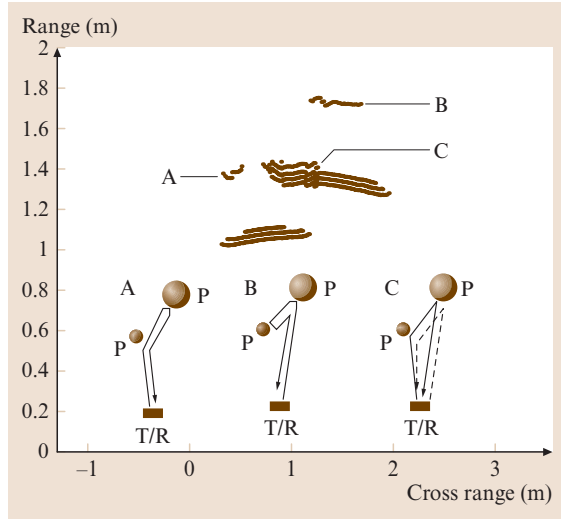 Range (m)
2
1.8
B
1.6
C
1.4
A
1.2
1
A P B P C P
0.8
P P P
0.6
0.4
0.2
T/R T/R T/R
0
–1 0 1 2 3
Cross range (m)